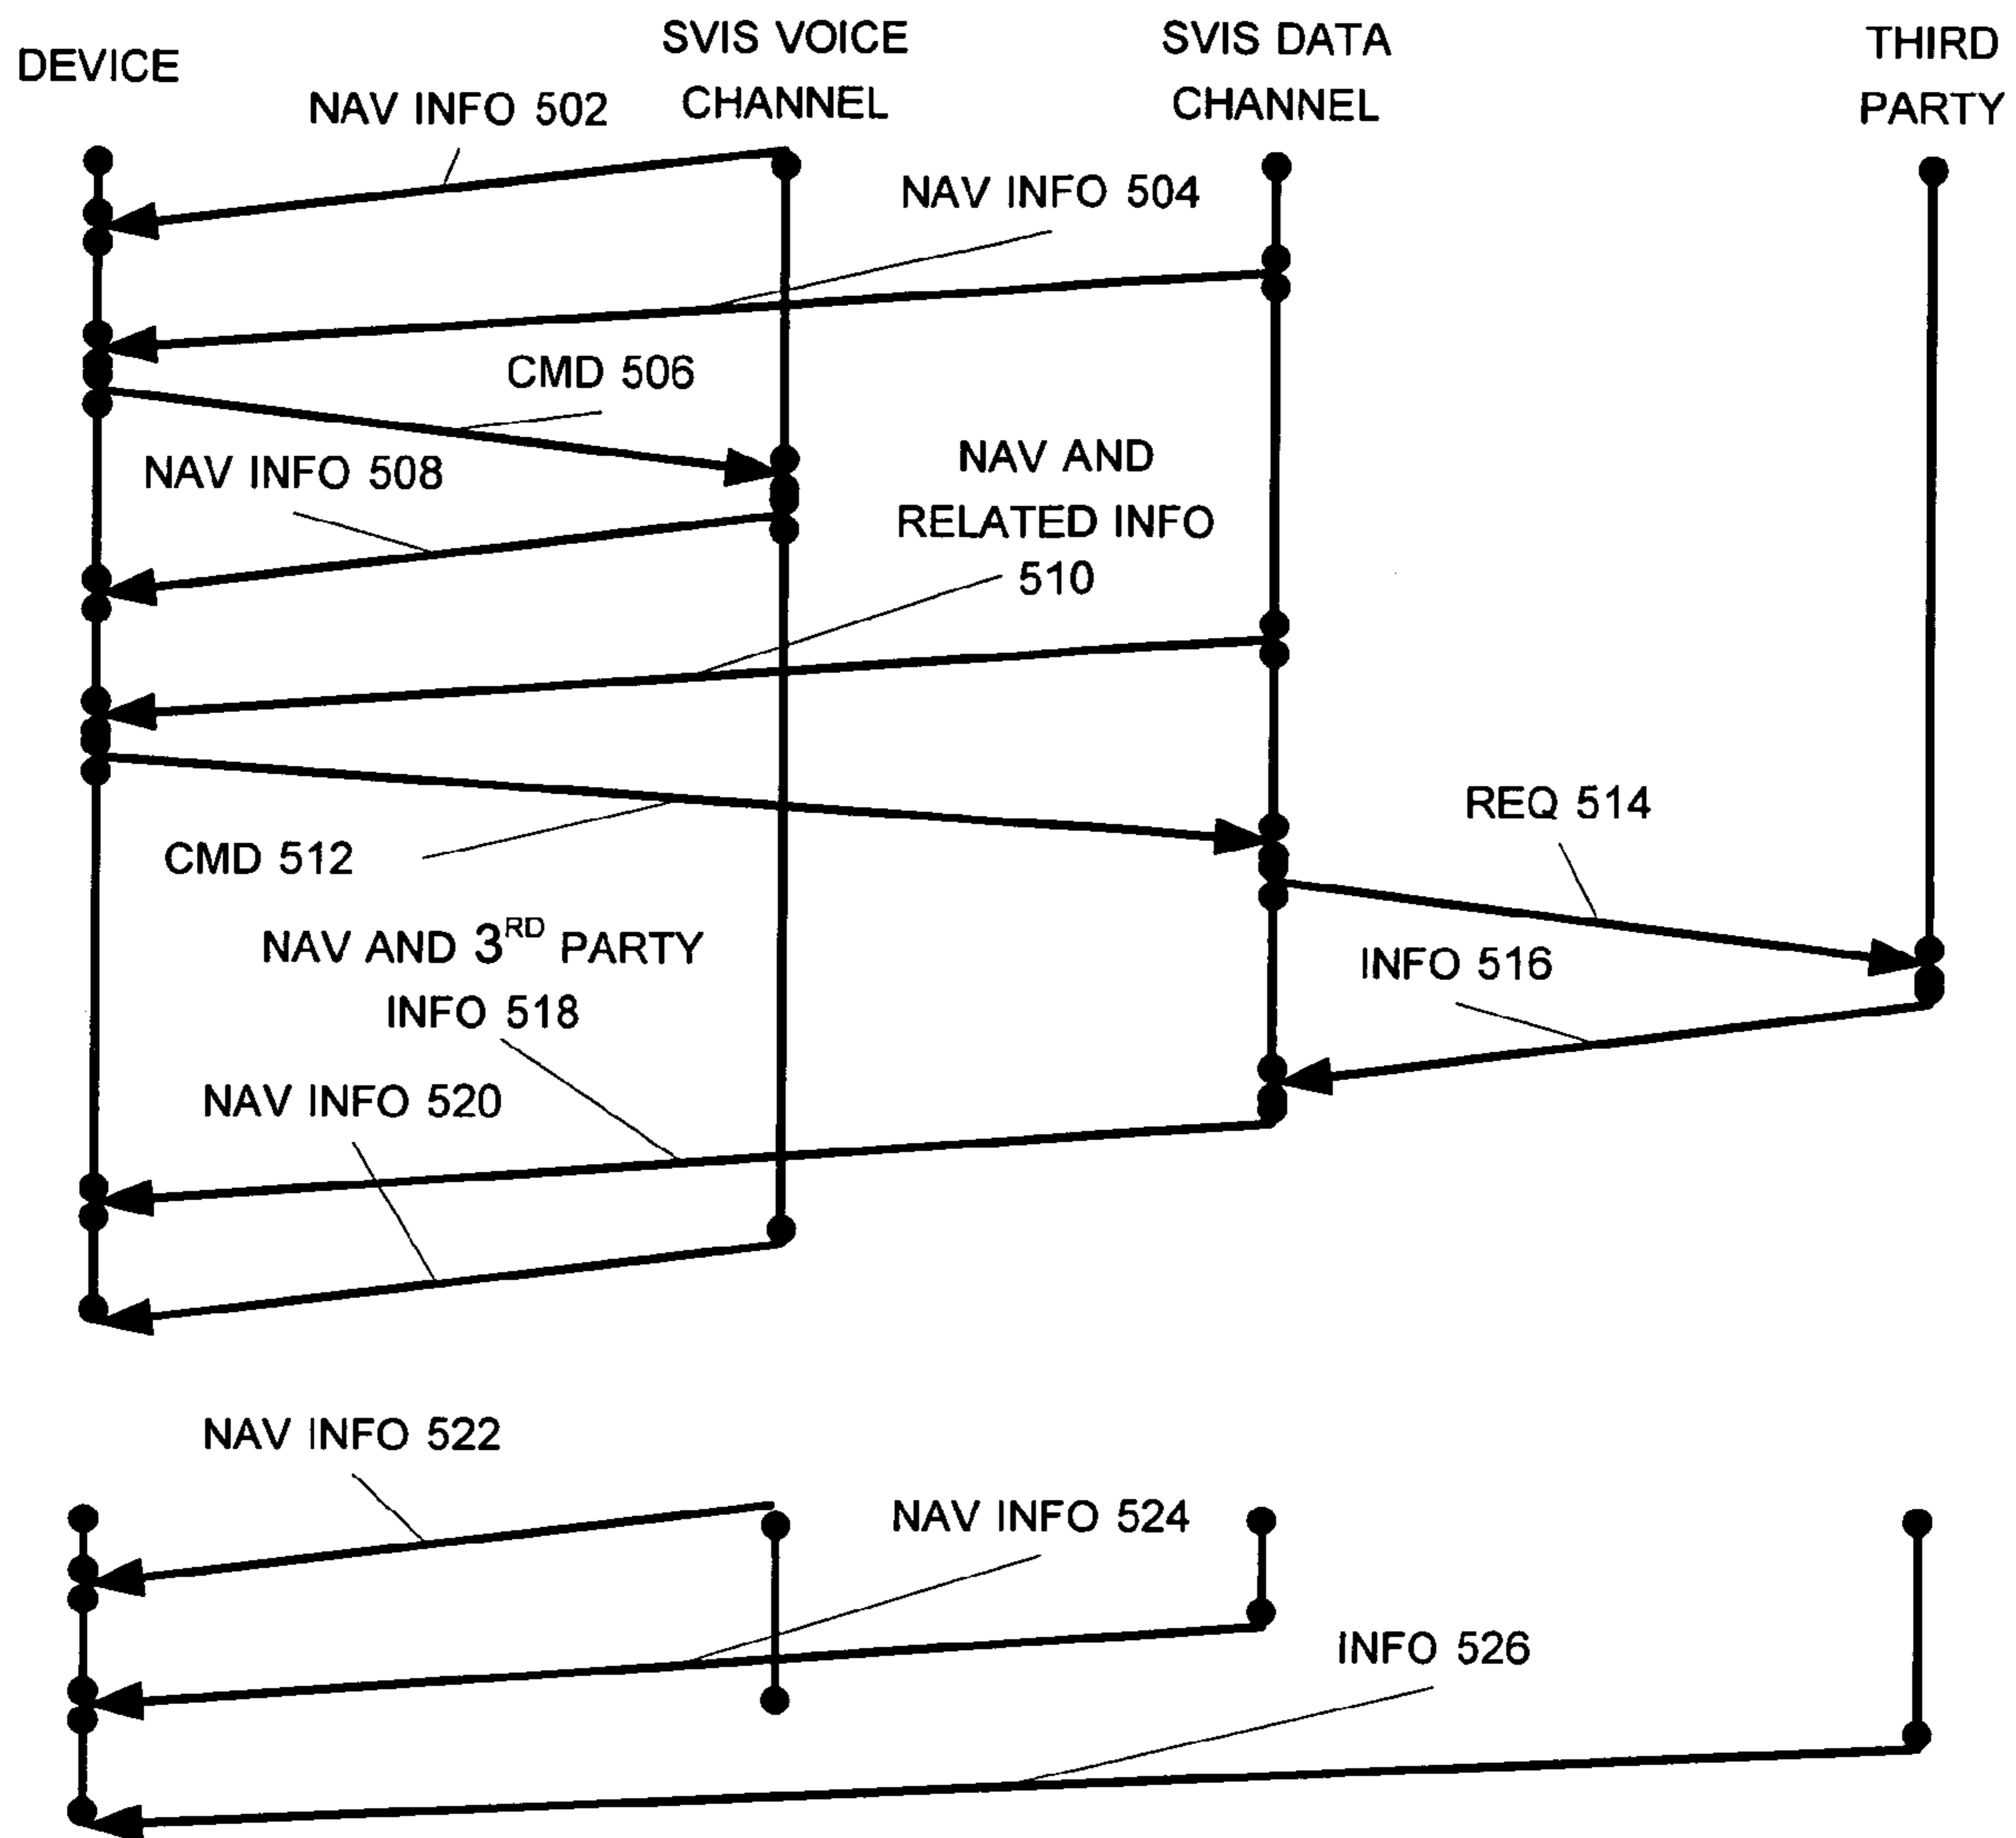 DEVICE
SVIS VOICE
CHANNEL
SVIS DATA
CHANNEL
THIRD
PARTY
NAV INFO 502
NAV INFO 504
CMD 506
NAV INFO 508
NAV AND
RELATED INFO
510
CMD 512
REQ 514
INFO 516
NAV AND 3RD PARTY
INFO 518
NAV INFO 520
NAV INFO 522
NAV INFO 524
INFO 526